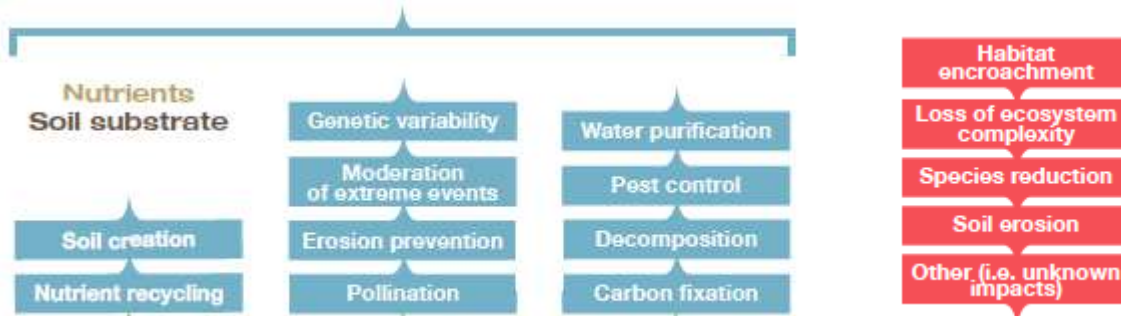 Nutrients
Soil substrate
Soil creation
Nutrient recycling
Genetic variability
Moderation
of extreme events
Erosion prevention
Pollination
Water purification
Pest control
Decomposition
Carbon fixation
Habitat
encroachment
Loss of ecosystem
complexity
Species reduction
Soil erosion
Other (i.e. unknown
impacts)